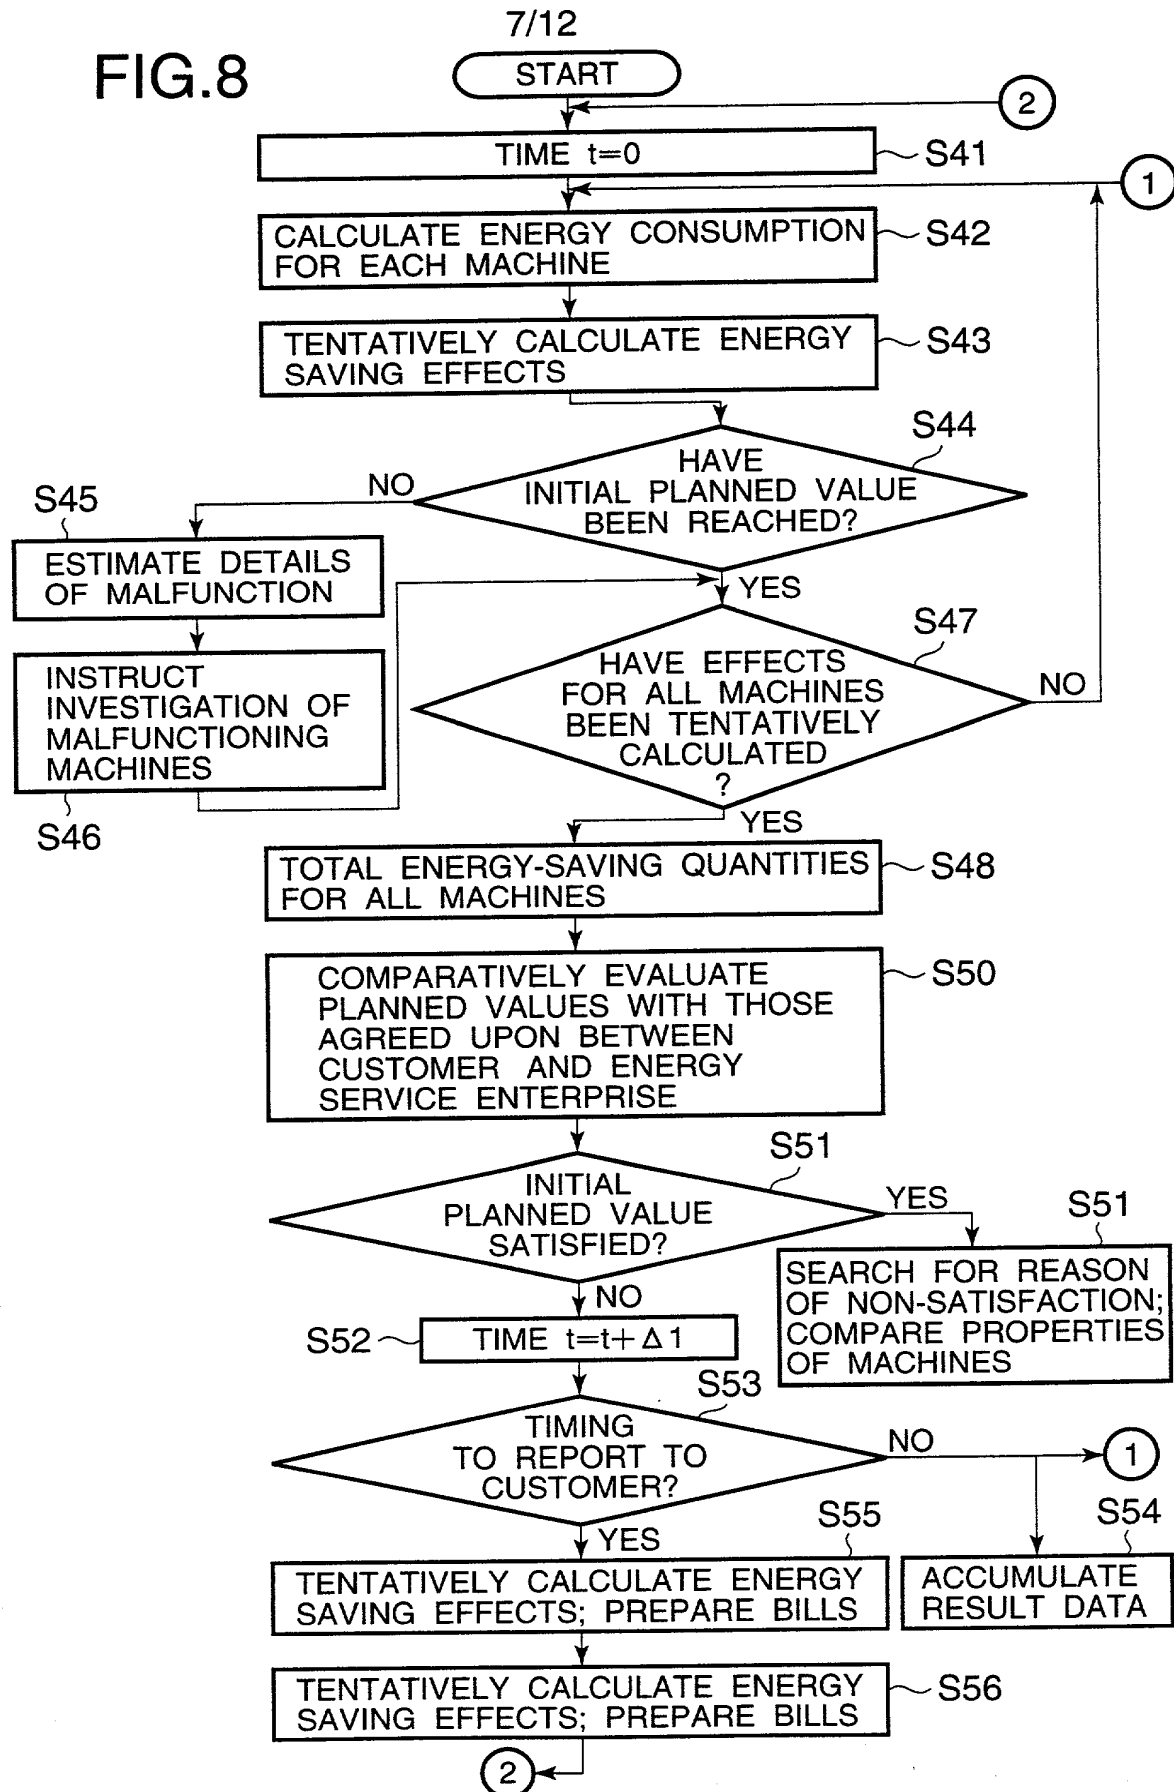 7/12
FIG.8
START
2
TIME t=0
S41
1
CALCULATE ENERGY CONSUMPTION
FOR EACH MACHINE
S42
TENTATIVELY CALCULATE ENERGY
SAVING EFFECTS
S43
S44
HAVE
INITIAL PLANNED VALUE
BEEN REACHED?
NO
S45
ESTIMATE DETAILS
OF MALFUNCTION
YES
INSTRUCT
INVESTIGATION OF
MALFUNCTIONING
MACHINES
S46
S47
HAVE EFFECTS
FOR ALL MACHINES
BEEN TENTATIVELY
CALCULATED
?
NO
YES
TOTAL ENERGY-SAVING QUANTITIES
FOR ALL MACHINES
S48
COMPARATIVELY EVALUATE
PLANNED VALUES WITH THOSE
AGREED UPON BETWEEN
CUSTOMER AND ENERGY
SERVICE ENTERPRISE
S50
S51
INITIAL
PLANNED VALUE
SATISFIED?
YES
S51
SEARCH FOR REASON
OF NON-SATISFACTION;
COMPARE PROPERTIES
OF MACHINES
NO
S52
TIME t=t+Δ1
S53
TIMING
TO REPORT TO
CUSTOMER?
NO
1
S54
ACCUMULATE
RESULT DATA
YES
S55
TENTATIVELY CALCULATE ENERGY
SAVING EFFECTS; PREPARE BILLS
TENTATIVELY CALCULATE ENERGY
SAVING EFFECTS; PREPARE BILLS
S56
2